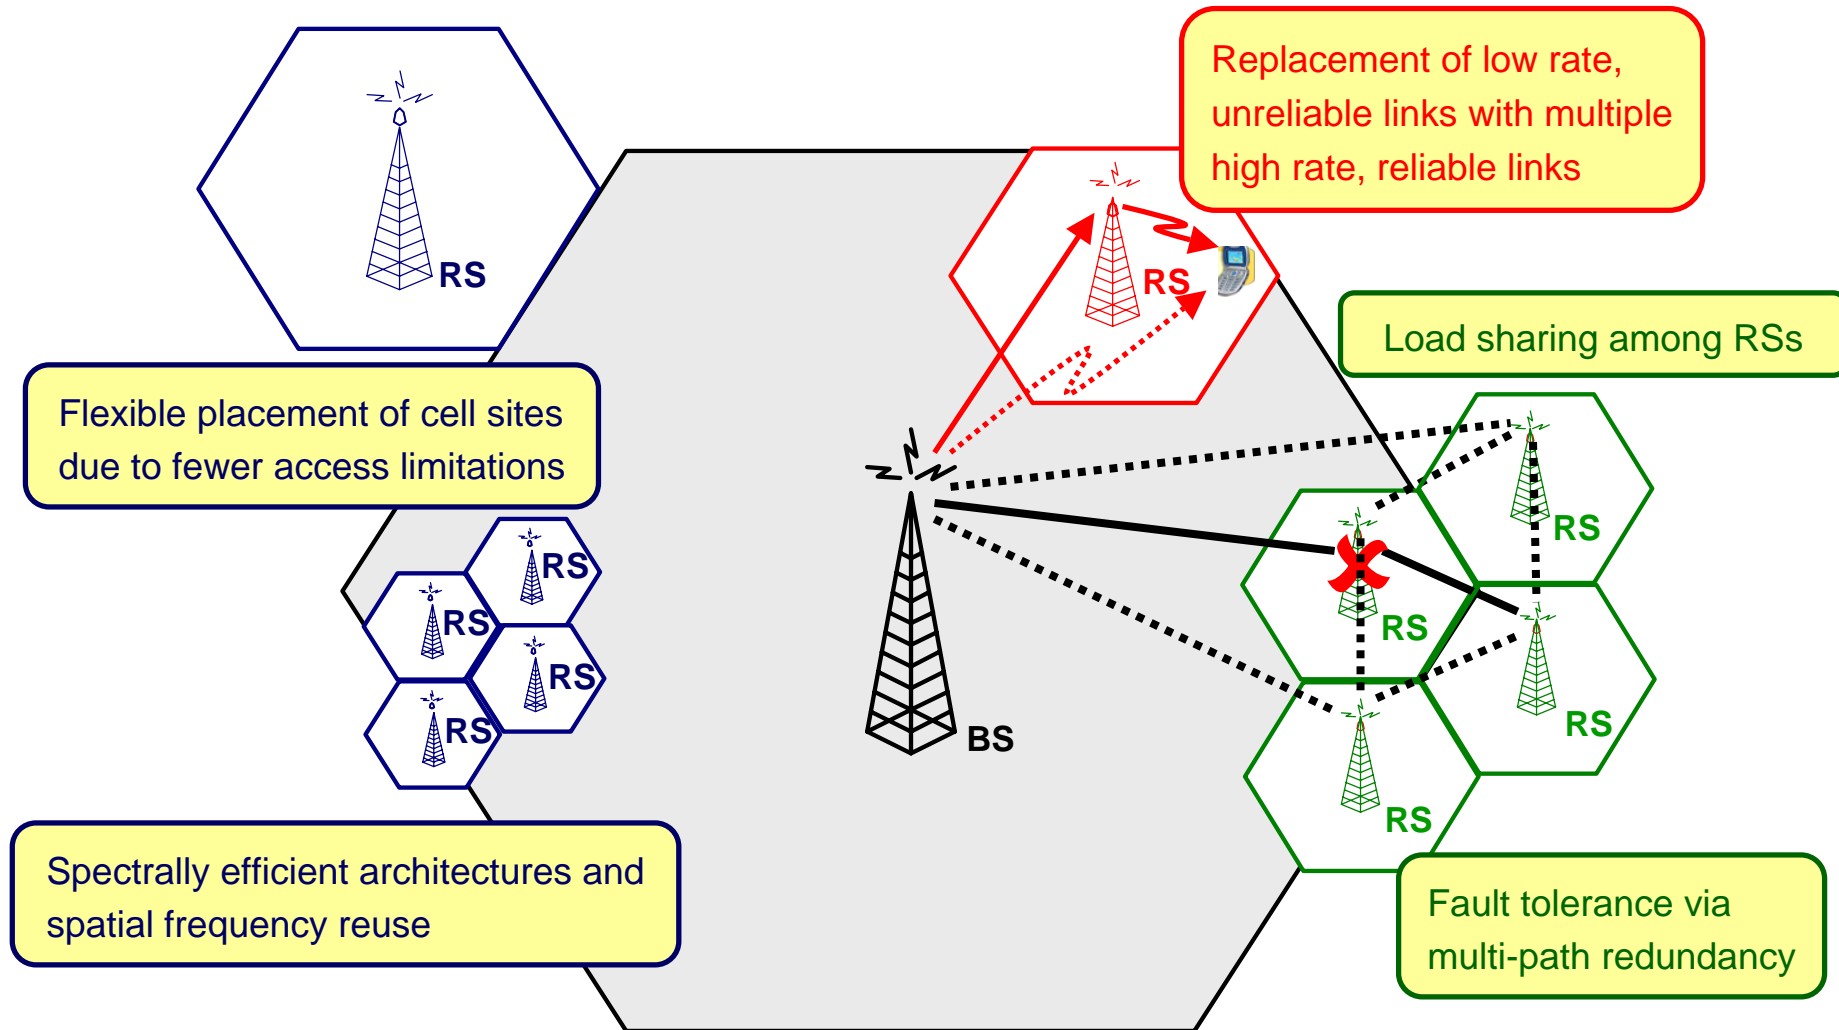 Replacement of low rate,
unreliable links with multiple
high rate, reliable links
RS
RS
Load sharing among RSs
Flexible placement of cell sites
due to fewer access limitations
RS
RS
RS
RS
RS
RS
RS
RS
BS
Spectrally efficient architectures and
spatial frequency reuse
Fault tolerance via
multi-path redundancy